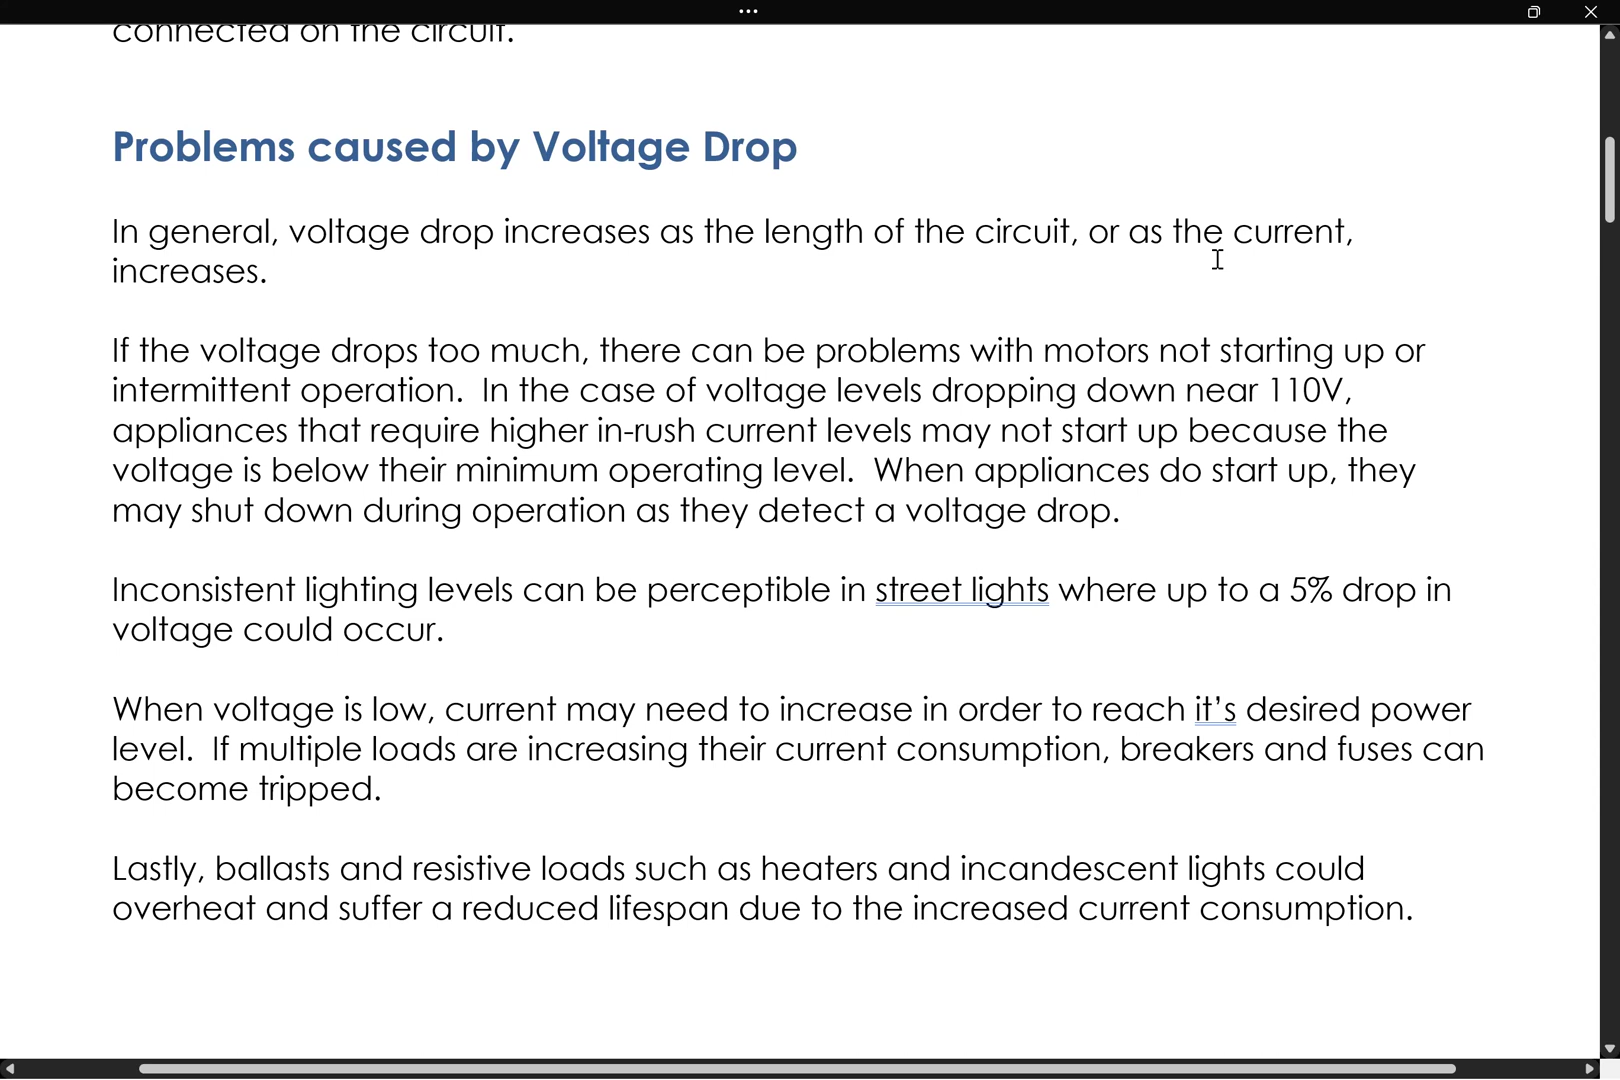 connected on the circuit.
Problems caused by Voltage Drop
In general, voltage drop increases as the length of the circuit, or as the current,
increases.
If the voltage drops too much, there can be problems with motors not starting up or
intermittent operation.  In the case of voltage levels dropping down near 110V,
appliances that require higher in-rush current levels may not start up because the
voltage is below their minimum operating level.  When appliances do start up, they
may shut down during operation as they detect a voltage drop.
Inconsistent lighting levels can be perceptible in street lights where up to a 5% drop in
voltage could occur.
When voltage is low, current may need to increase in order to reach it’s desired power
level.  If multiple loads are increasing their current consumption, breakers and fuses can
become tripped.
Lastly, ballasts and resistive loads such as heaters and incandescent lights could
overheat and suffer a reduced lifespan due to the increased current consumption.